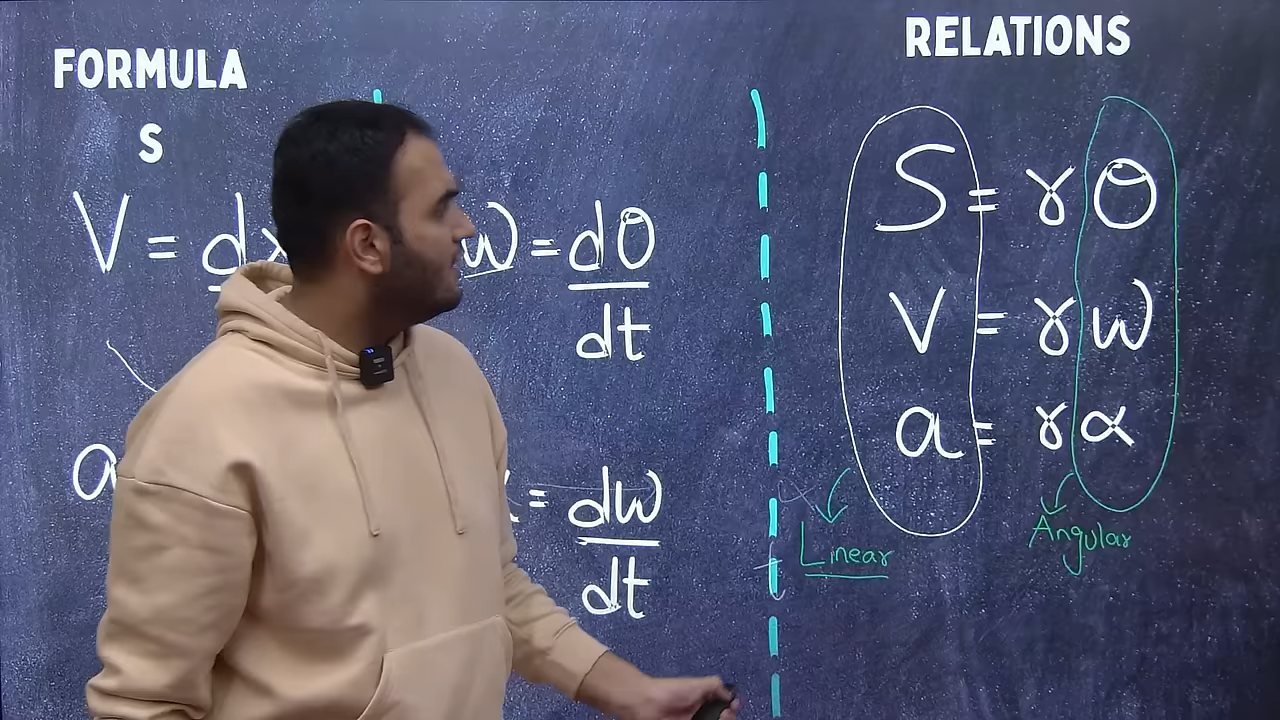 FORMULA
S
V = dx
ω = dθ
dt
a
= dω
dt
RELATIONS
S = rθ
V = rω
a = rα
Linear
Angular